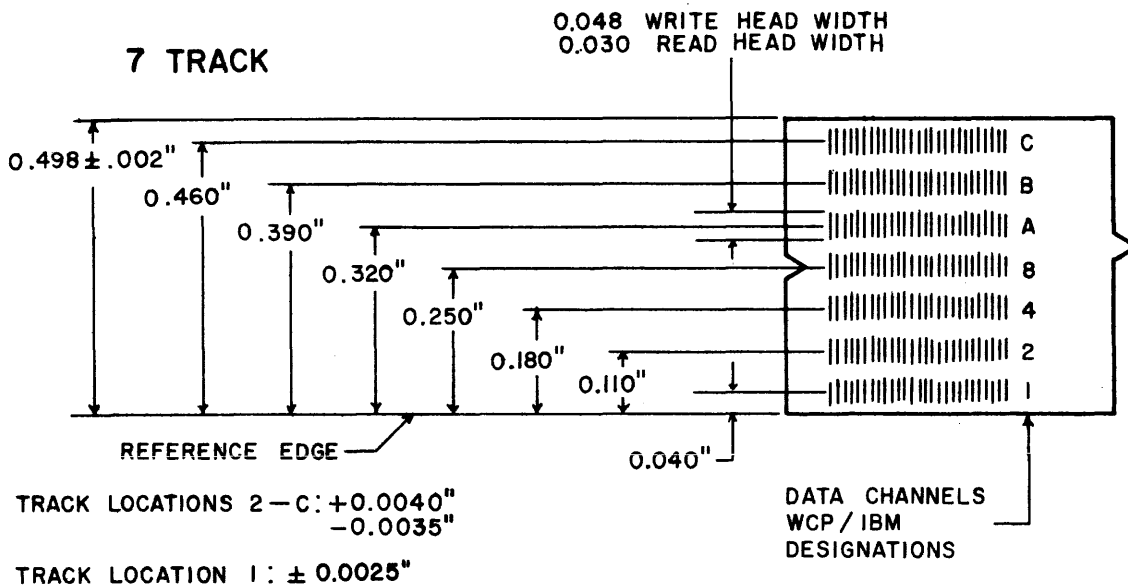 7 TRACK
0.048 WRITE HEAD WIDTH
0.030 READ HEAD WIDTH
0.498±.002"
0.460"
0.390"
0.320"
0.250"
0.180"
0.110"
0.040"
C
B
A
8
4
2
1
REFERENCE EDGE
TRACK LOCATIONS 2-C: +0.0040"
-0.0035"
TRACK LOCATION 1: ± 0.0025"
DATA CHANNELS
WCP/IBM
DESIGNATIONS